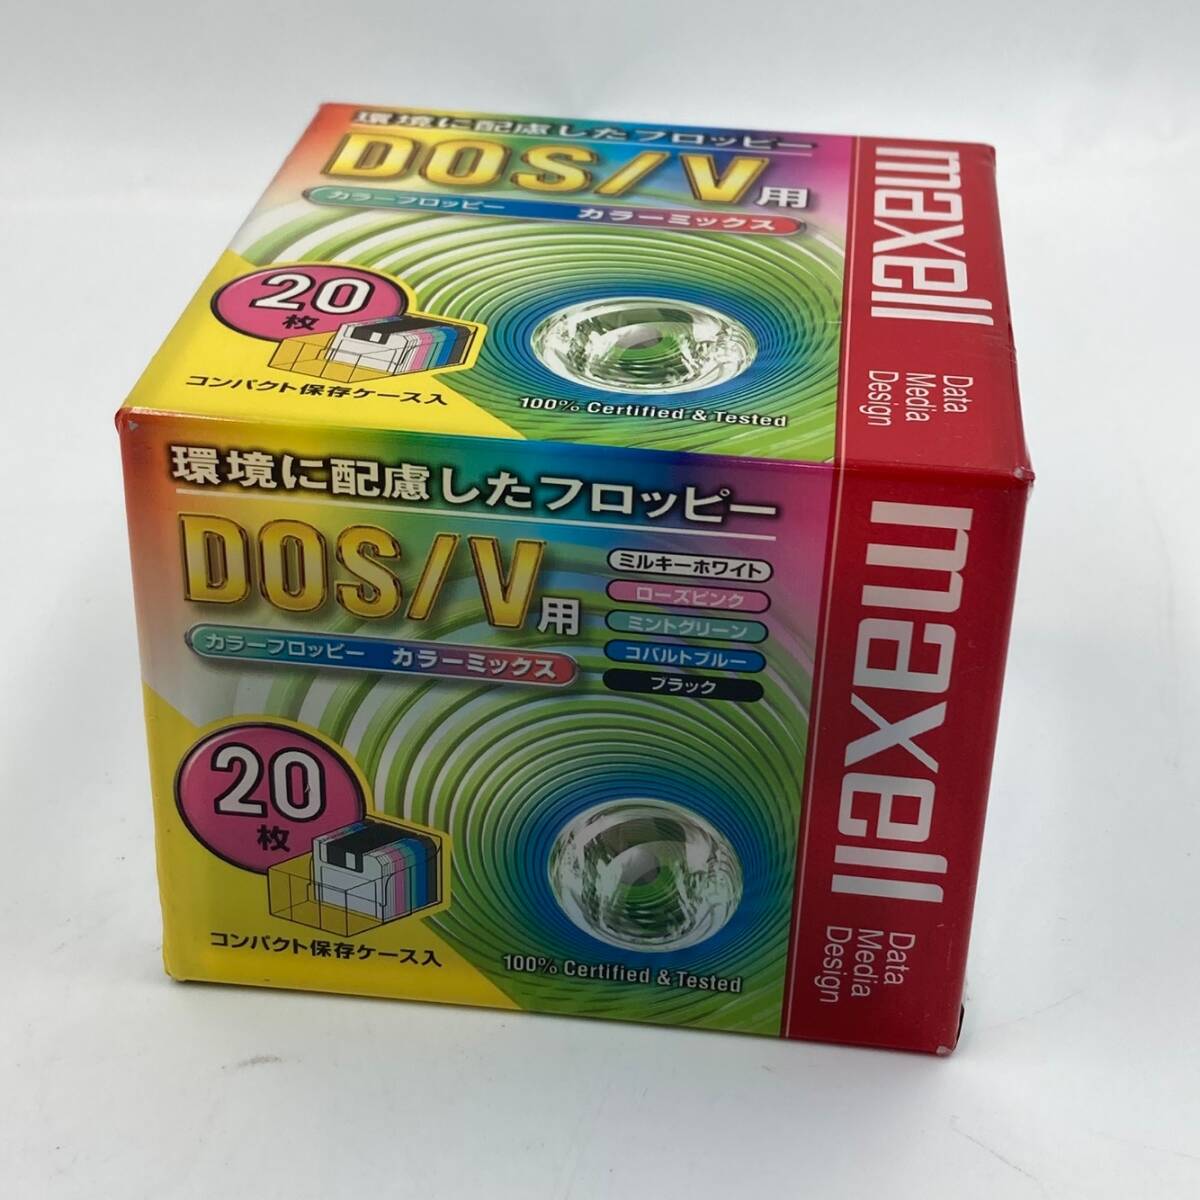 環境に配慮したフロッピー
DOS/V用
カラーフロッピー カラーミックス
20枚
コンパクト保存ケース入
100% Certified & Tested
maxell
Data
Media
Design
環境に配慮したフロッピー
DOS/V用
ミルキーホワイト
ローズピンク
ミントグリーン
コバルトブルー
ブラック
カラーフロッピー カラーミックス
20枚
コンパクト保存ケース入
100% Certified & Tested
maxell
Data
Media
Design